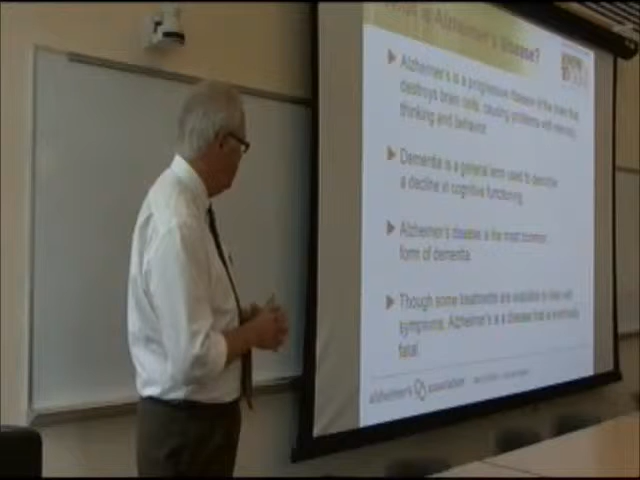 What is Alzheimer's disease?
Alzheimer's is a progressive disease of the brain that
destroys brain cells, causing problems with memory,
thinking and behavior.
Dementia is a general term used to describe
a decline in cognitive functioning.
Alzheimer's disease is the most common
form of dementia.
Though some treatments are available to
symptoms, Alzheimer's is a disease that is eventually
fatal.
alzheimer's association